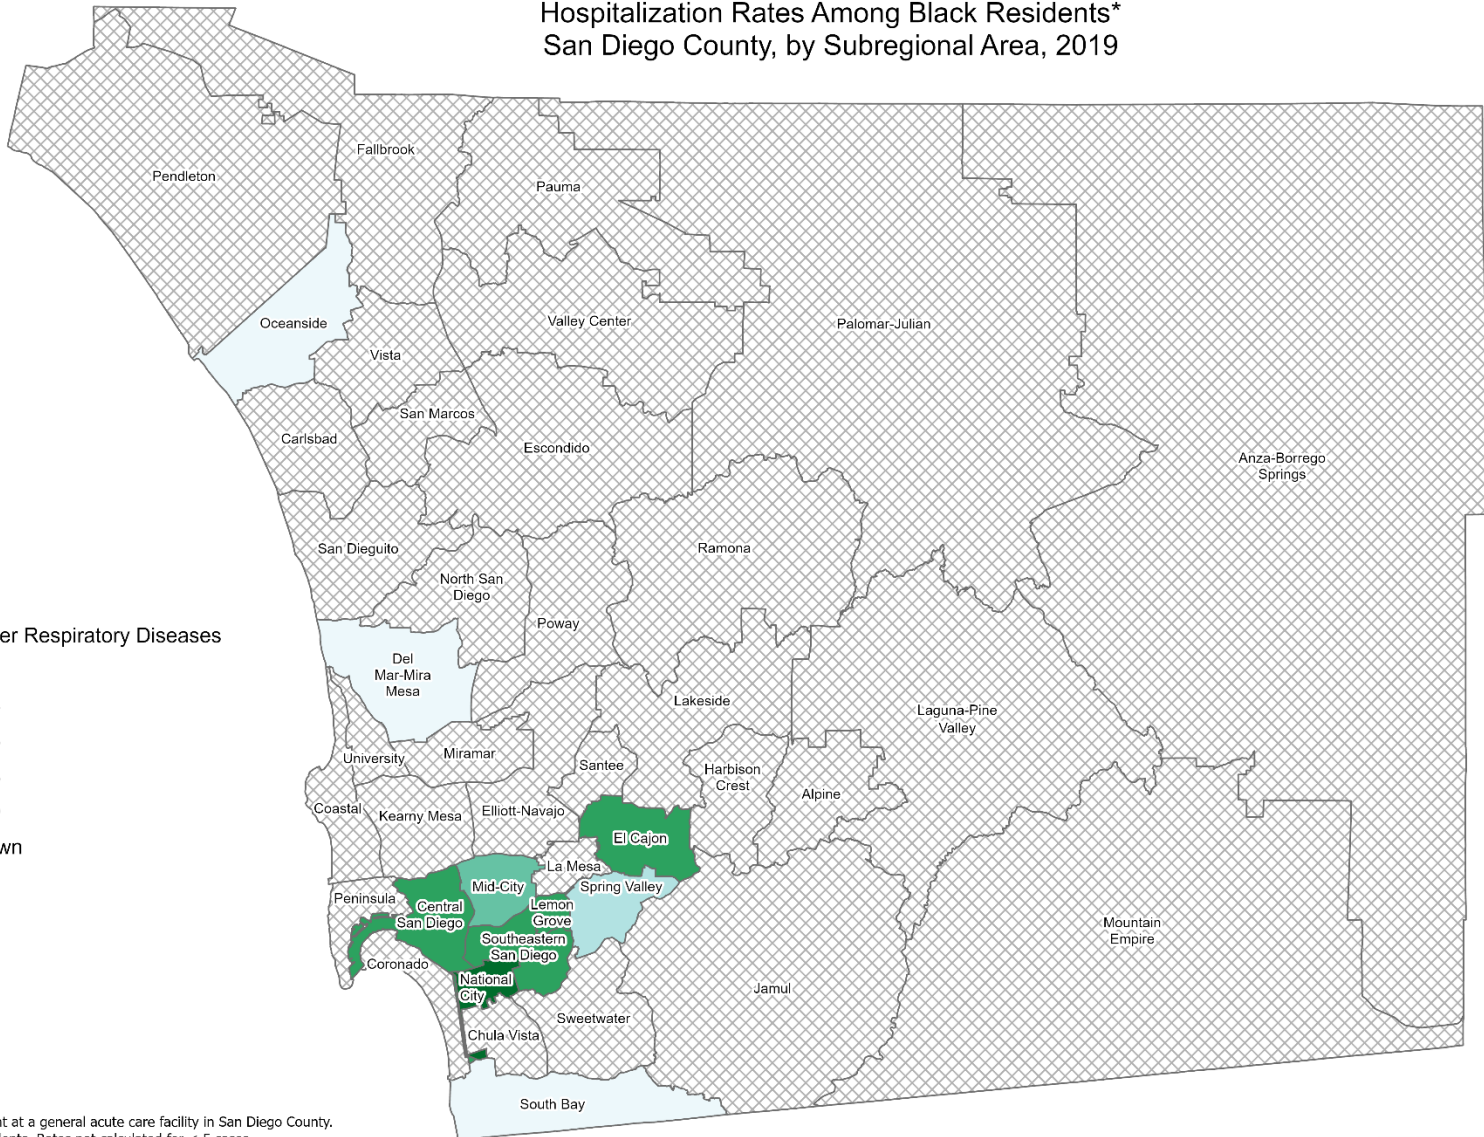 Hospitalization Rates Among Black Residents*
San Diego County, by Subregional Area, 2019
Fallbrook
Pendleton
Pauma
Oceanside
Valley Center
Palomar-Julian
Vista
San Marcos
Carlsbad
Escondido
Anza-Borrego
Springs
San Dieguito
Ramona
North San
Diego
Poway
er Respiratory Diseases
Del
Mar-Mira
Mesa
Lakeside
Laguna-Pine
Valley
University
Miramar
Santee
Harbison
Crest
Alpine
Coastal
Kearny Mesa
Elliott-Navajo
El Cajon
wn
La Mesa
Mid-City
Spring Valley
Peninsula
Central
San Diego
Lemon
Grove
Southeastern
San Diego
Mountain
Empire
Coronado
National
City
Jamul
Sweetwater
Chula Vista
South Bay
nt at a general acute care facility in San Diego County.